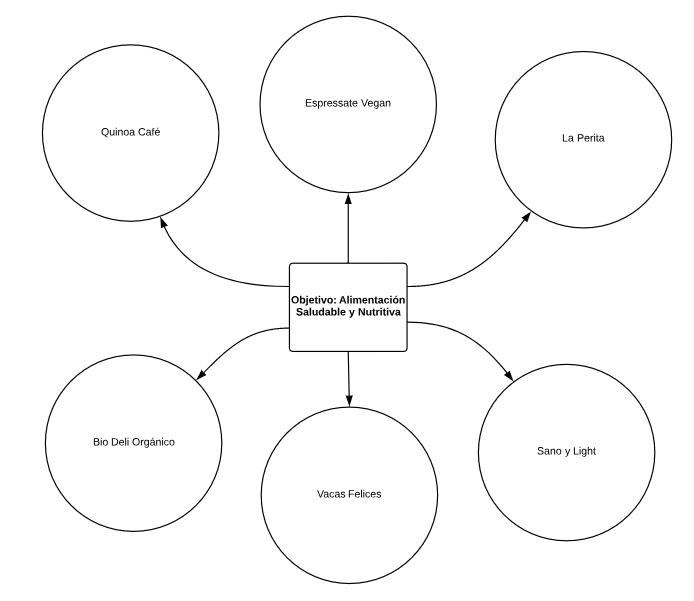 Espressate Vegan
Quinoa Café
La Perita
Objetivo: Alimentación
Saludable y Nutritiva
Bio Deli Orgánico
Sano y Light
Vacas Felices